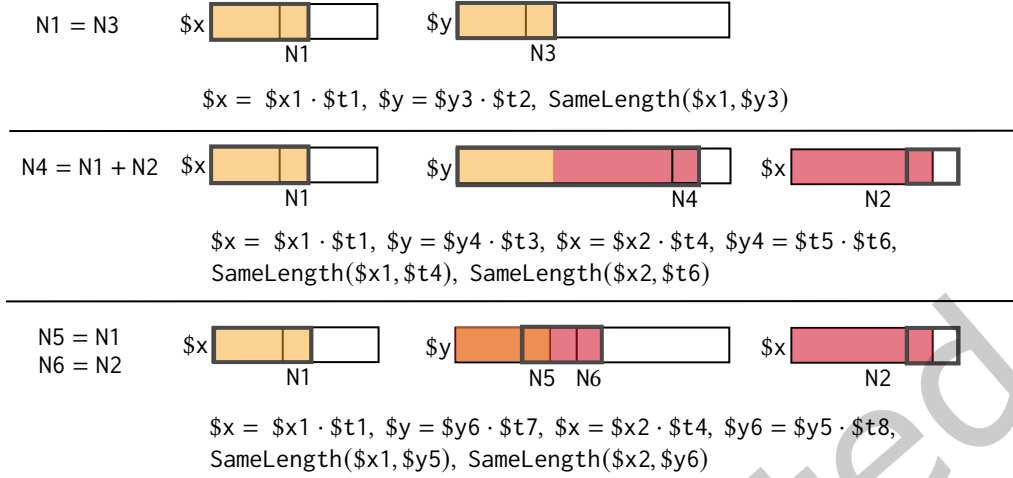 N1 = N3 $x $y
N1 N3
$x = $x1 · $t1, $y = $y3 · $t2, SameLength($x1,$y3)
N4 = N1 + N2 $x $y $x
N1 N4 N2
$x = $x1 · $t1, $y = $y4 · $t3, $x = $x2 · $t4, $y4 = $t5 · $t6,
SameLength($x1,$t4), SameLength($x2,$t6)
N5 = N1
N6 = N2
$x $y $x
N1 N5 N6 N2
$x = $x1 · $t1, $y = $y6 · $t7, $x = $x2 · $t4, $y6 = $y5 · $t8,
SameLength($x1,$y5), SameLength($x2,$y6)